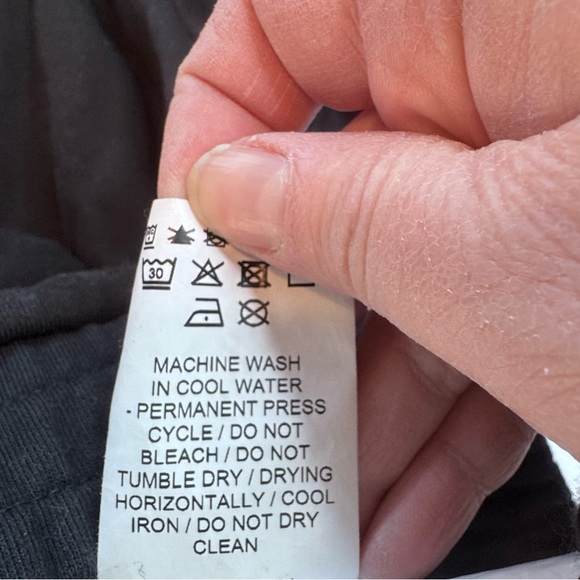 30
MACHINE WASH
IN COOL WATER
- PERMANENT PRESS
CYCLE / DO NOT
BLEACH / DO NOT
TUMBLE DRY / DRYING
HORIZONTALLY / COOL
IRON / DO NOT DRY
CLEAN